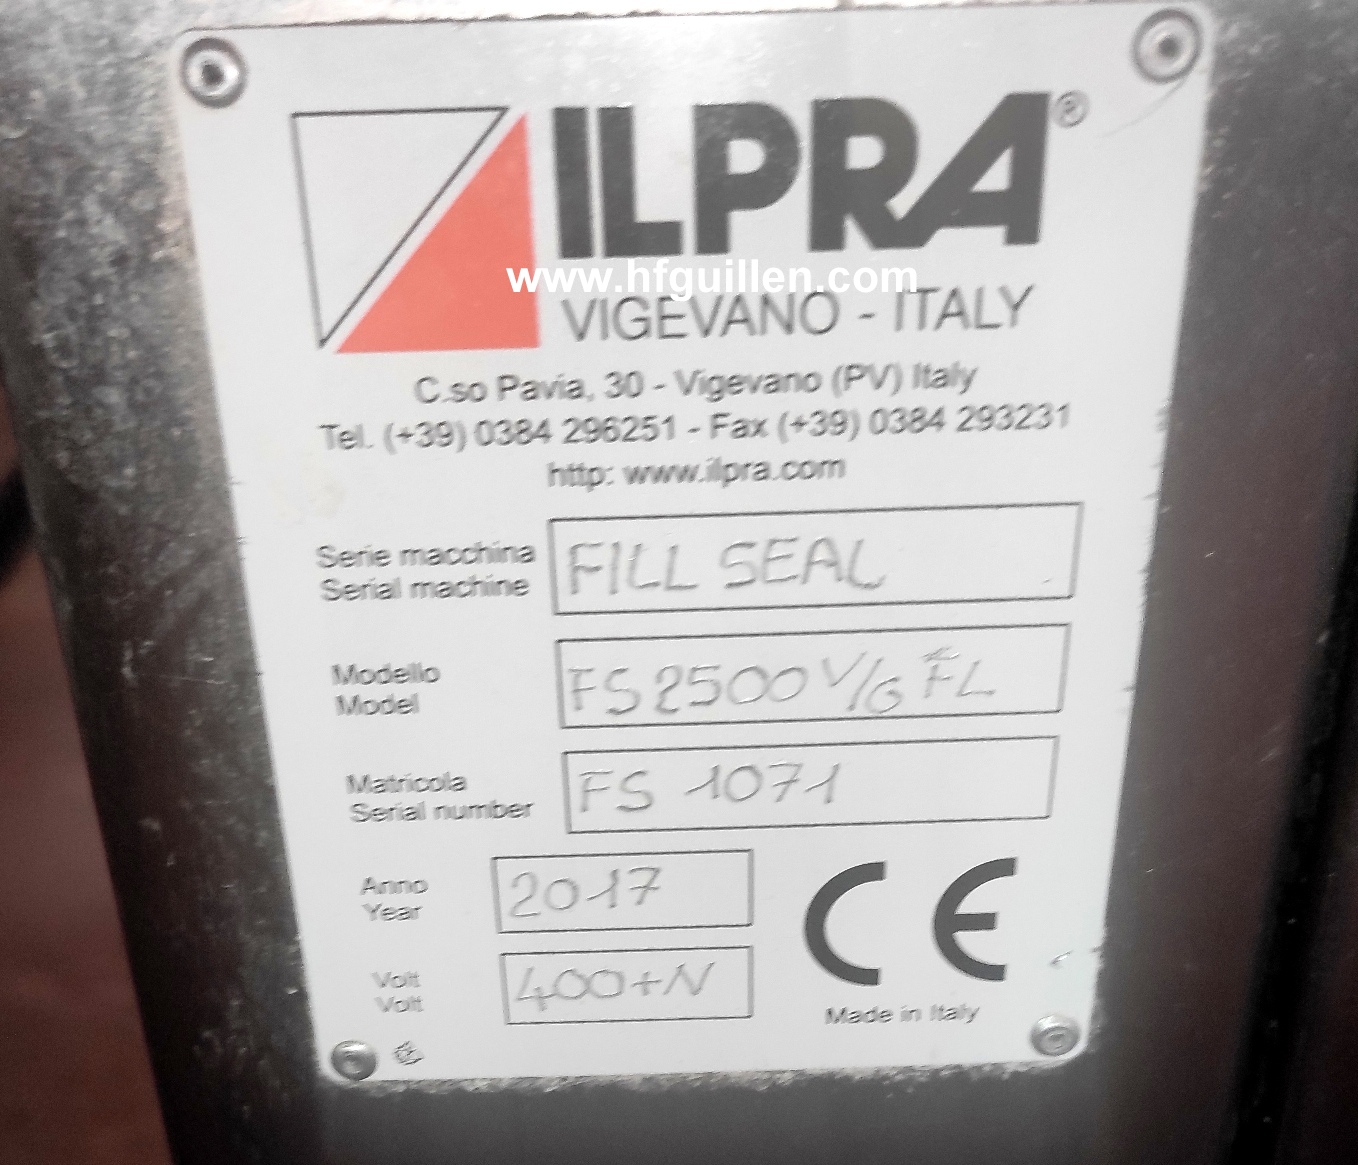 ILPRA®
www.hfguillen.com
VIGEVANO - ITALY
C.so Pavia, 30 - Vigevano (PV) Italy
Tel. (+39) 0384 296251 - Fax (+39) 0384 293231
http: www.ilpra.com
Serie macchina
Serial machine
FILL SEAL
Modello
Model
FS2500 V/G FL
Matricola
Serial number
FS 1071
Anno
Year
2017
Volt
Volt
400+N
CE
Made in Italy